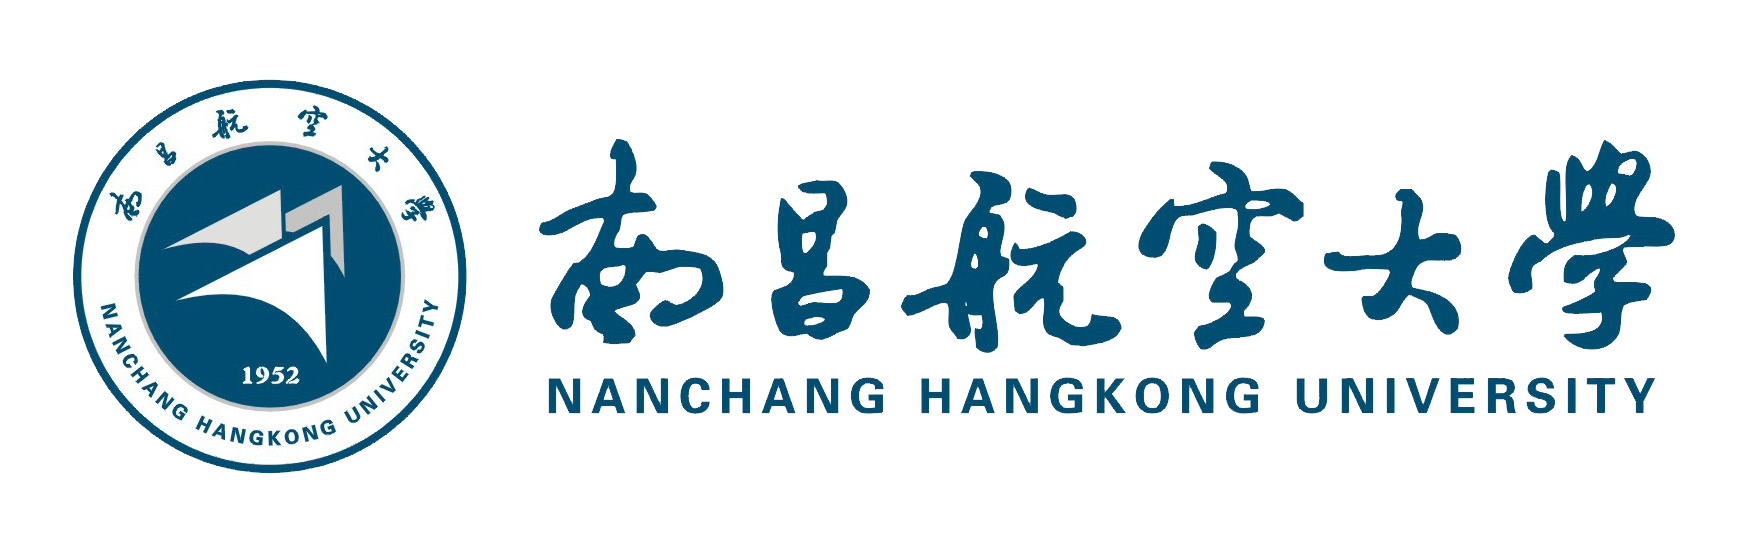 南昌航空大學
1952
NANCHANG HANGKONG UNIVERSITY
南昌航空大學
NANCHANG HANGKONG UNIVERSITY